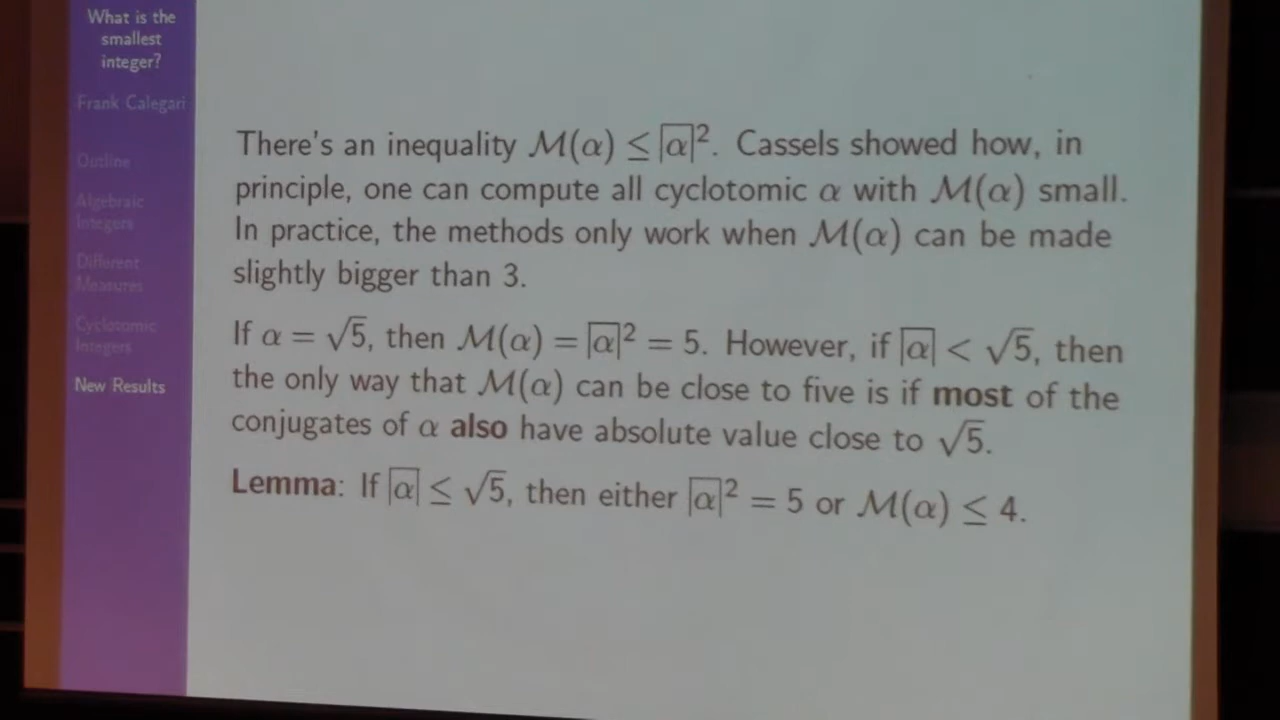 What is the
smallest
integer?
Frank Calegari
Outline
Algebraic
Integers
Different
Measures
Cyclotomic
Integers
New Results
There's an inequality ℳ(α) ≤ |α|². Cassels showed how, in
principle, one can compute all cyclotomic α with ℳ(α) small.
In practice, the methods only work when ℳ(α) can be made
slightly bigger than 3.
If α = √5, then ℳ(α) = |α|² = 5. However, if |α| < √5, then
the only way that ℳ(α) can be close to five is if most of the
conjugates of α also have absolute value close to √5.
Lemma: If |α| ≤ √5, then either |α|² = 5 or ℳ(α) ≤ 4.